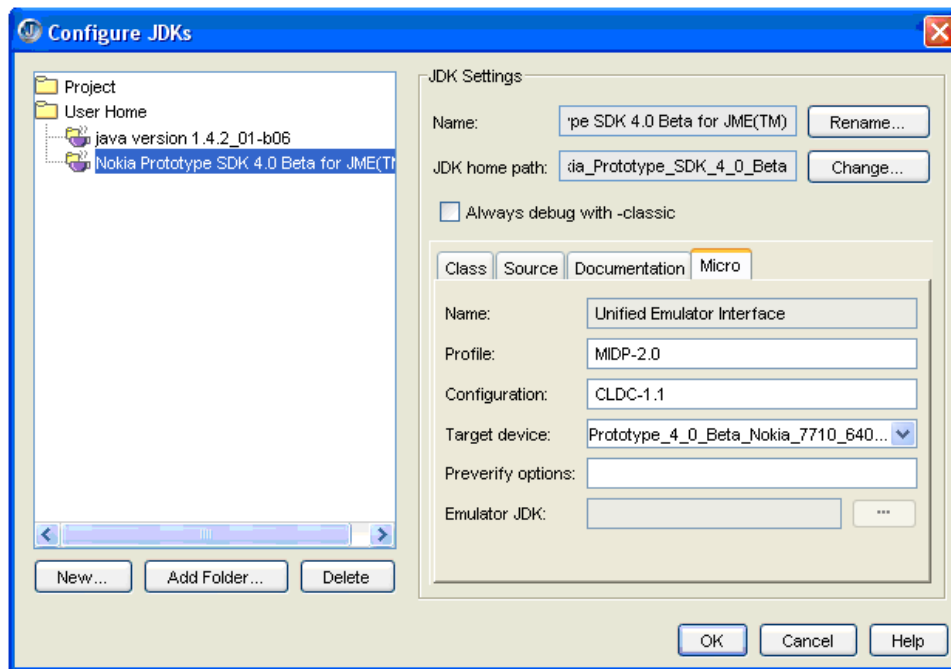 Configure JDKs
Project
User Home
java version 1.4.2_01-b06
Nokia Prototype SDK 4.0 Beta for JME(T
New...
Add Folder...
Delete
JDK Settings
Name:
pe SDK 4.0 Beta for JME(TM)
Rename...
JDK home path:
ia_Prototype_SDK_4_0_Beta
Change...
Always debug with -classic
Class
Source
Documentation
Micro
Name:
Unified Emulator Interface
Profile:
MIDP-2.0
Configuration:
CLDC-1.1
Target device:
Prototype_4_0_Beta_Nokia_7710_640...
Preverify options:
Emulator JDK:
...
OK
Cancel
Help